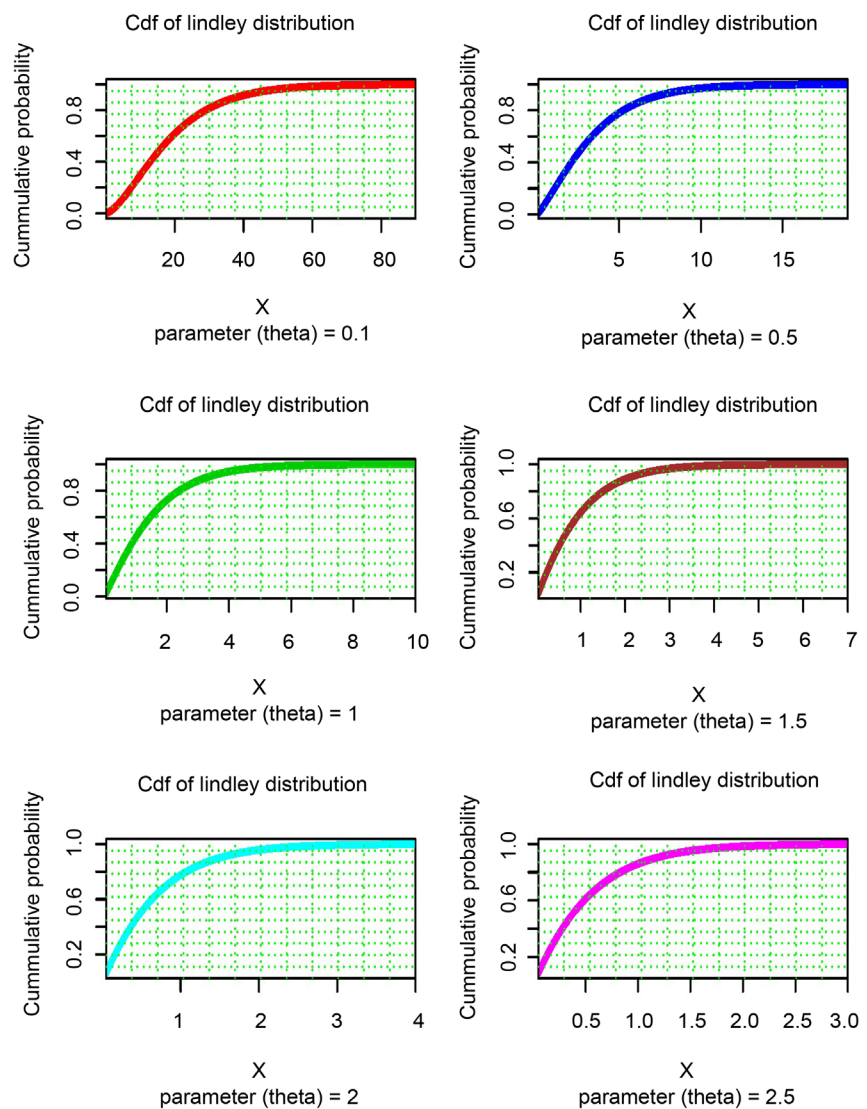 Cdf of lindley distribution
Cummulative probability
0.0 0.4 0.8
20 40 60 80
X
parameter (theta) = 0.1
Cdf of lindley distribution
Cummulative probability
0.0 0.4 0.8
5 10 15
X
parameter (theta) = 0.5
Cdf of lindley distribution
Cummulative probability
0.0 0.4 0.8
2 4 6 8 10
X
parameter (theta) = 1
Cdf of lindley distribution
Cummulative probability
0.2 0.6 1.0
1 2 3 4 5 6 7
X
parameter (theta) = 1.5
Cdf of lindley distribution
Cummulative probability
0.2 0.6 1.0
1 2 3 4
X
parameter (theta) = 2
Cdf of lindley distribution
Cummulative probability
0.2 0.6 1.0
0.5 1.0 1.5 2.0 2.5 3.0
X
parameter (theta) = 2.5